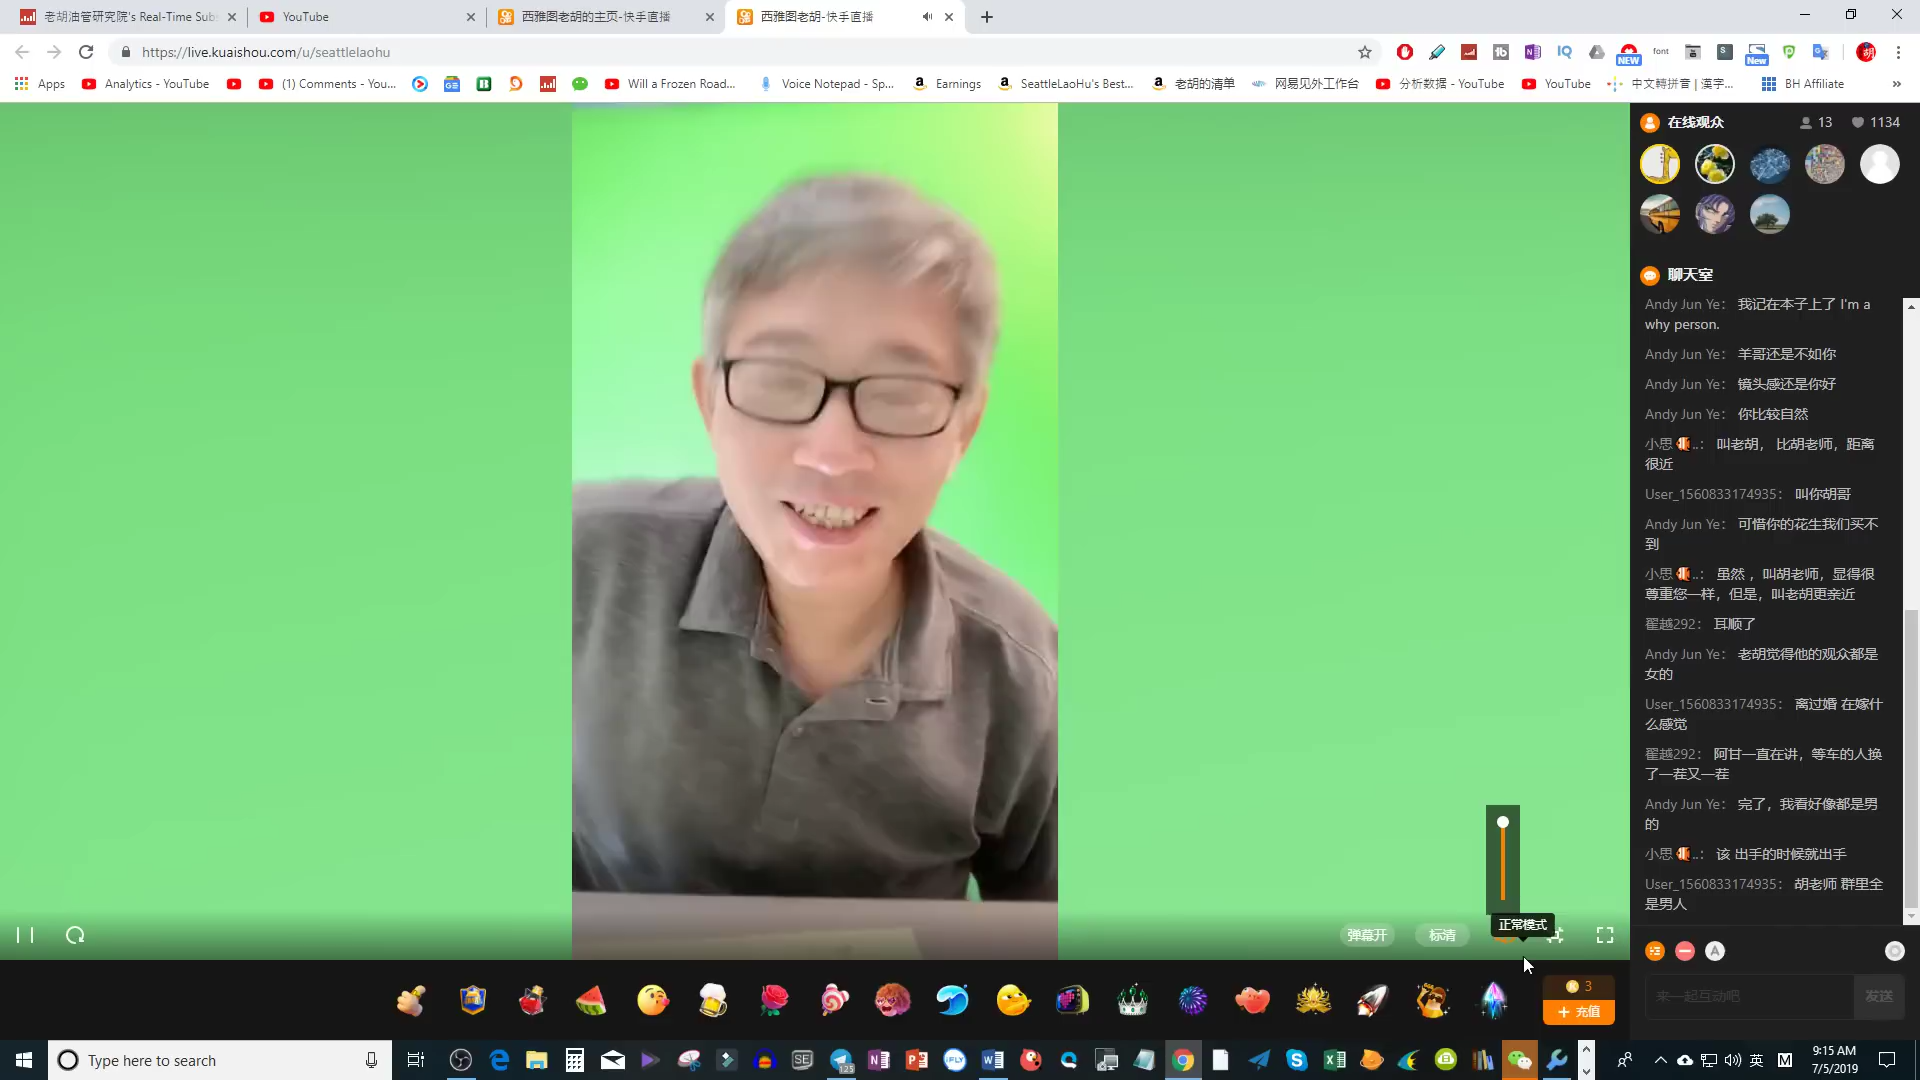 老胡油管研究院's Real-Time Sub
YouTube
西雅图老胡的主页-快手直播
西雅图老胡-快手直播
https://live.kuaishou.com/u/seattlelaohu
font
NEW
New
Apps
Analytics - YouTube
(1) Comments - You...
Will a Frozen Road...
Voice Notepad - Sp...
Earnings
SeattleLaoHu's Best...
老胡的清单
网易见外工作台
分析数据 - YouTube
YouTube
中文轉拼音 | 漢字...
BH Affiliate
在线观众
13
1134
聊天室
Andy Jun Ye: 我记在本子上了 I'm a
why person.
Andy Jun Ye: 羊哥还是不如你
Andy Jun Ye: 镜头感还是你好
Andy Jun Ye: 你比较自然
小思🐠..: 叫老胡， 比胡老师，距离
很近
User_1560833174935: 叫你胡哥
Andy Jun Ye: 可惜你的花生我们买不
到
小思🐠..: 虽然 ，叫胡老师，显得很
尊重您一样，但是，叫老胡更亲近
翟越292: 耳顺了
Andy Jun Ye: 老胡觉得他的观众都是
女的
User_1560833174935: 离过婚 在嫁什
么感觉
翟越292: 阿甘一直在讲，等车的人换
了一茬又一茬
Andy Jun Ye: 完了，我看好像都是男
的
小思🐠..: 该 出手的时候就出手
User_1560833174935: 胡老师 群里全
是男人
正常模式
弹幕开
标清
3
+ 充值
来一起互动吧
发送
Type here to search
英
M
9:15 AM
7/5/2019